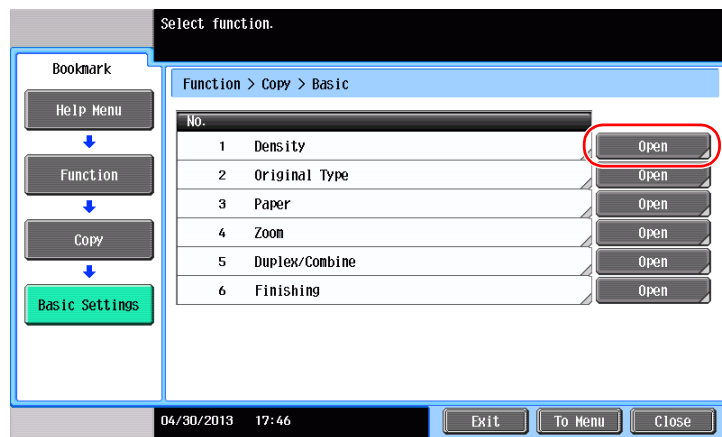 Select function.
Bookmark
Help Menu
Function
Copy
Basic Settings
Function > Copy > Basic
No.
1 Density Open
2 Original Type Open
3 Paper Open
4 Zoom Open
5 Duplex/Combine Open
6 Finishing Open
04/30/2013 17:46 Exit To Menu Close